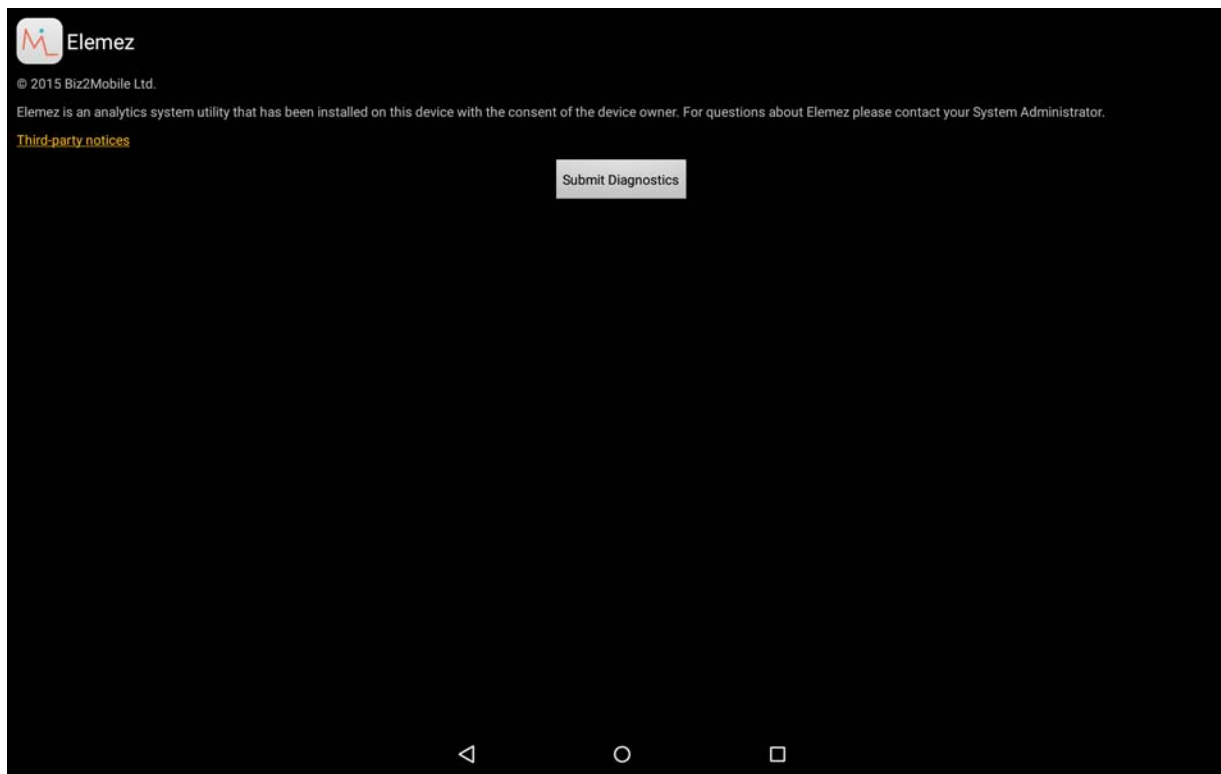 Elemez
© 2015 Biz2Mobile Ltd.
Elemez is an analytics system utility that has been installed on this device with the consent of the device owner. For questions about Elemez please contact your System Administrator.
Third-party notices
Submit Diagnostics